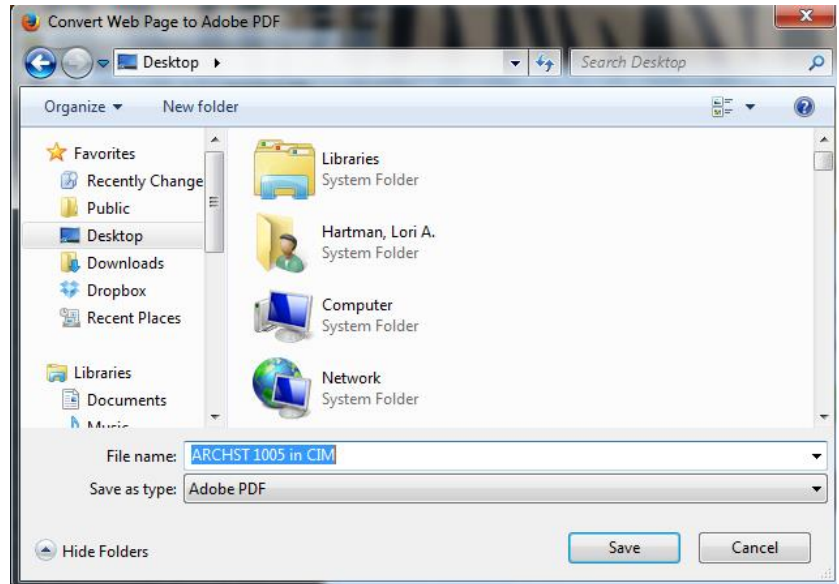 Convert Web Page to Adobe PDF
Desktop
Search Desktop
Organize
New folder
Favorites
Recently Change
Public
Desktop
Downloads
Dropbox
Recent Places
Libraries
Documents
Music
Libraries
System Folder
Hartman, Lori A.
System Folder
Computer
System Folder
Network
System Folder
File name: ARCHST 1005 in CIM
Save as type: Adobe PDF
Hide Folders
Save
Cancel